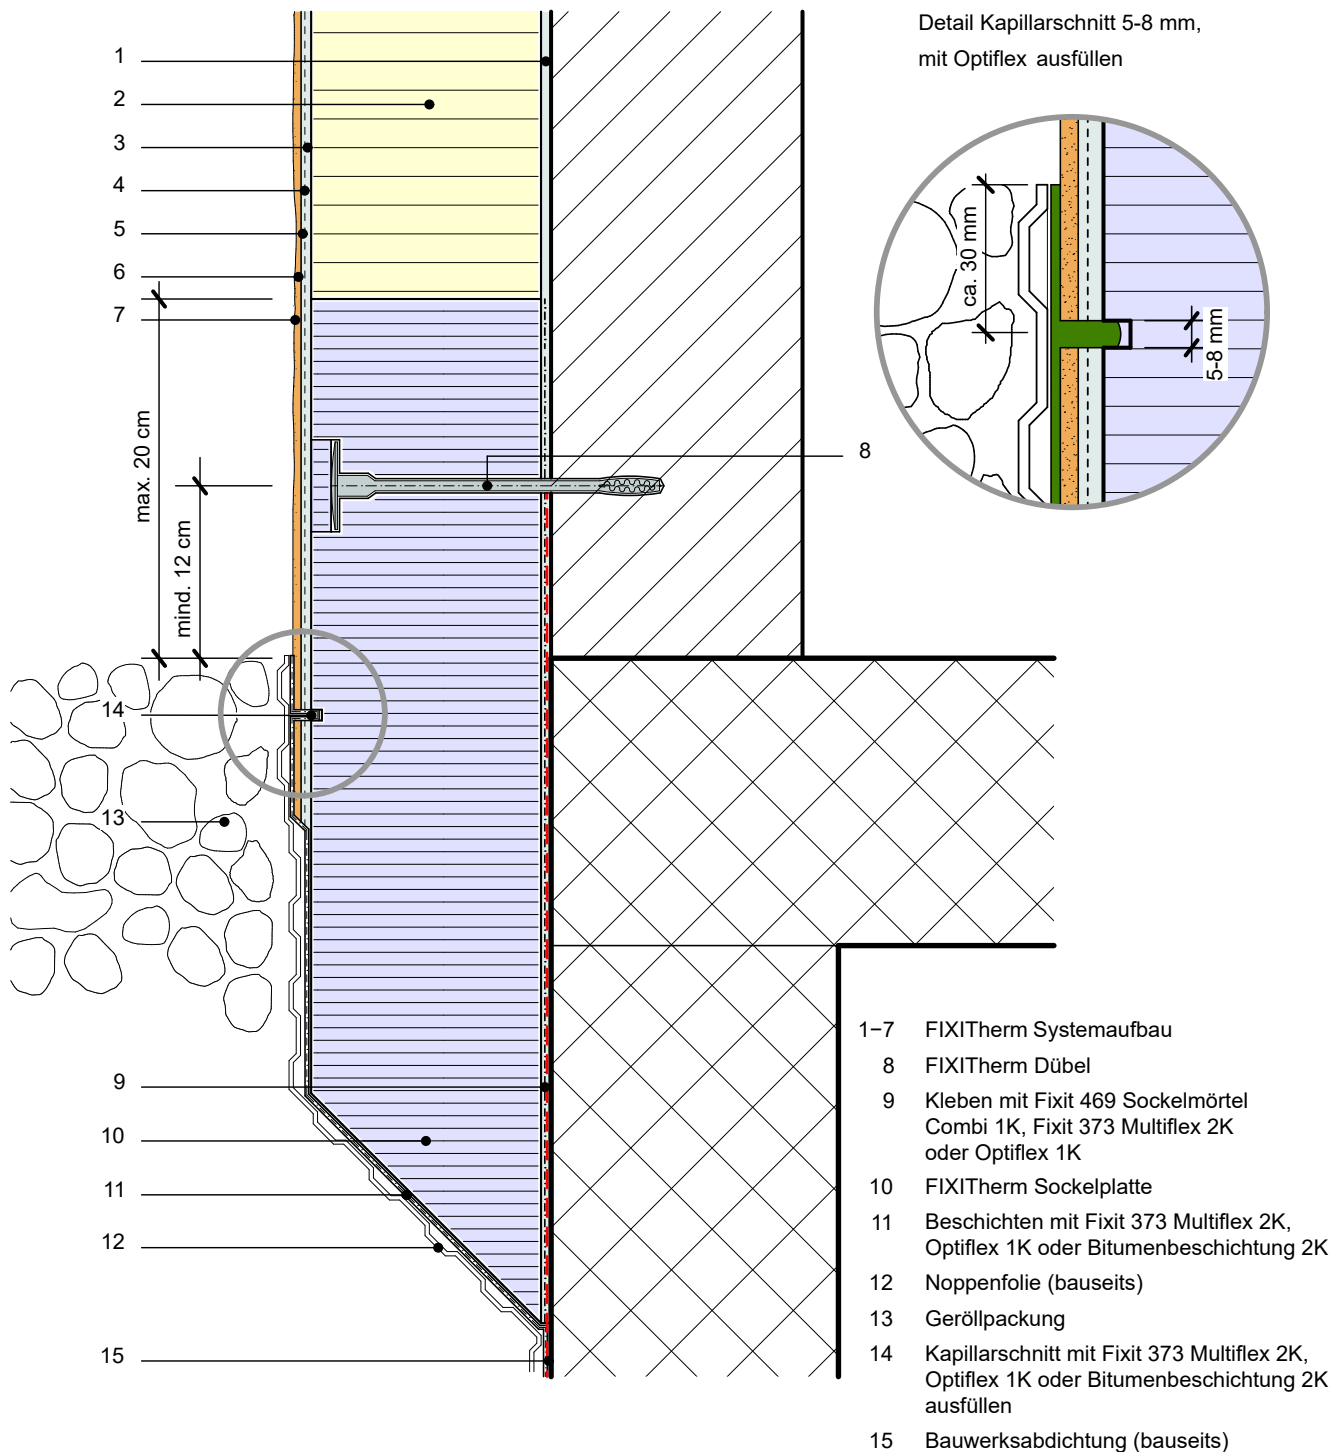 Detail Kapillarschnitt 5-8 mm,
mit Optiflex ausfüllen
1
2
3
4
5
6
7
max. 20 cm
mind. 12 cm
8
ca. 30 mm
5-8 mm
14
13
9
10
11
12
15
1–7 FIXITherm Systemaufbau
8 FIXITherm Dübel
9 Kleben mit Fixit 469 Sockelmörtel
Combi 1K, Fixit 373 Multiflex 2K
oder Optiflex 1K
10 FIXITherm Sockelplatte
11 Beschichten mit Fixit 373 Multiflex 2K,
Optiflex 1K oder Bitumenbeschichtung 2K
12 Noppenfolie (bauseits)
13 Geröllpackung
14 Kapillarschnitt mit Fixit 373 Multiflex 2K,
Optiflex 1K oder Bitumenbeschichtung 2K
ausfüllen
15 Bauwerksabdichtung (bauseits)